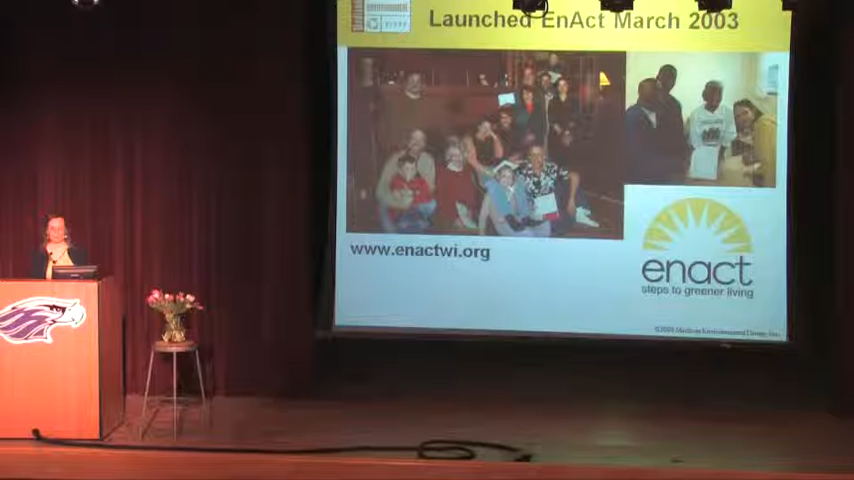 Launched EnAct March 2003
www.enactwi.org
enact
steps to greener living